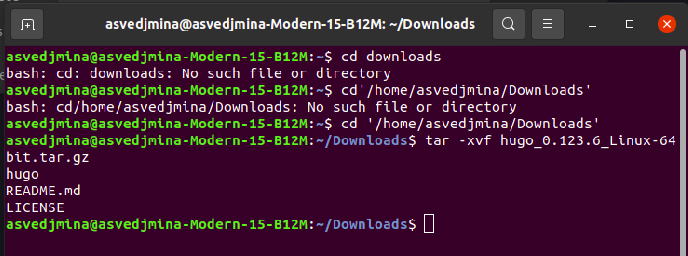 asvedjmina@asvedjmina-Modern-15-B12M: ~/Downloads
asvedjmina@asvedjmina-Modern-15-B12M:~$ cd downloads
bash: cd: downloads: No such file or directory
asvedjmina@asvedjmina-Modern-15-B12M:~$ cd'/home/asvedjmina/Downloads'
bash: cd/home/asvedjmina/Downloads: No such file or directory
asvedjmina@asvedjmina-Modern-15-B12M:~$ cd '/home/asvedjmina/Downloads'
asvedjmina@asvedjmina-Modern-15-B12M:~/Downloads$ tar -xvf hugo_0.123.6_Linux-64
bit.tar.gz
hugo
README.md
LICENSE
asvedjmina@asvedjmina-Modern-15-B12M:~/Downloads$